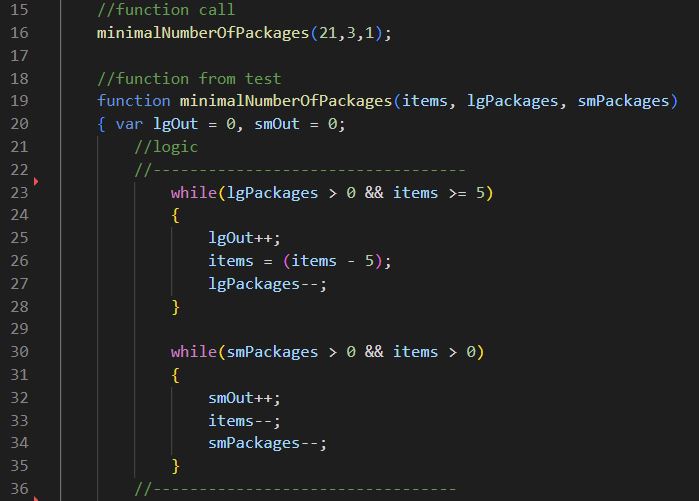 15 //function call
16 minimalNumberOfPackages(21,3,1);
17
18 //function from test
19 function minimalNumberOfPackages(items, lgPackages, smPackages)
20 { var lgOut = 0, smOut = 0;
21 //logic
22 //----------------------------------
23 while(lgPackages > 0 && items >= 5)
24 {
25 lgOut++;
26 items = (items - 5);
27 lgPackages--;
28 }
29
30 while(smPackages > 0 && items > 0)
31 {
32 smOut++;
33 items--;
34 smPackages--;
35 }
36 //---------------------------------